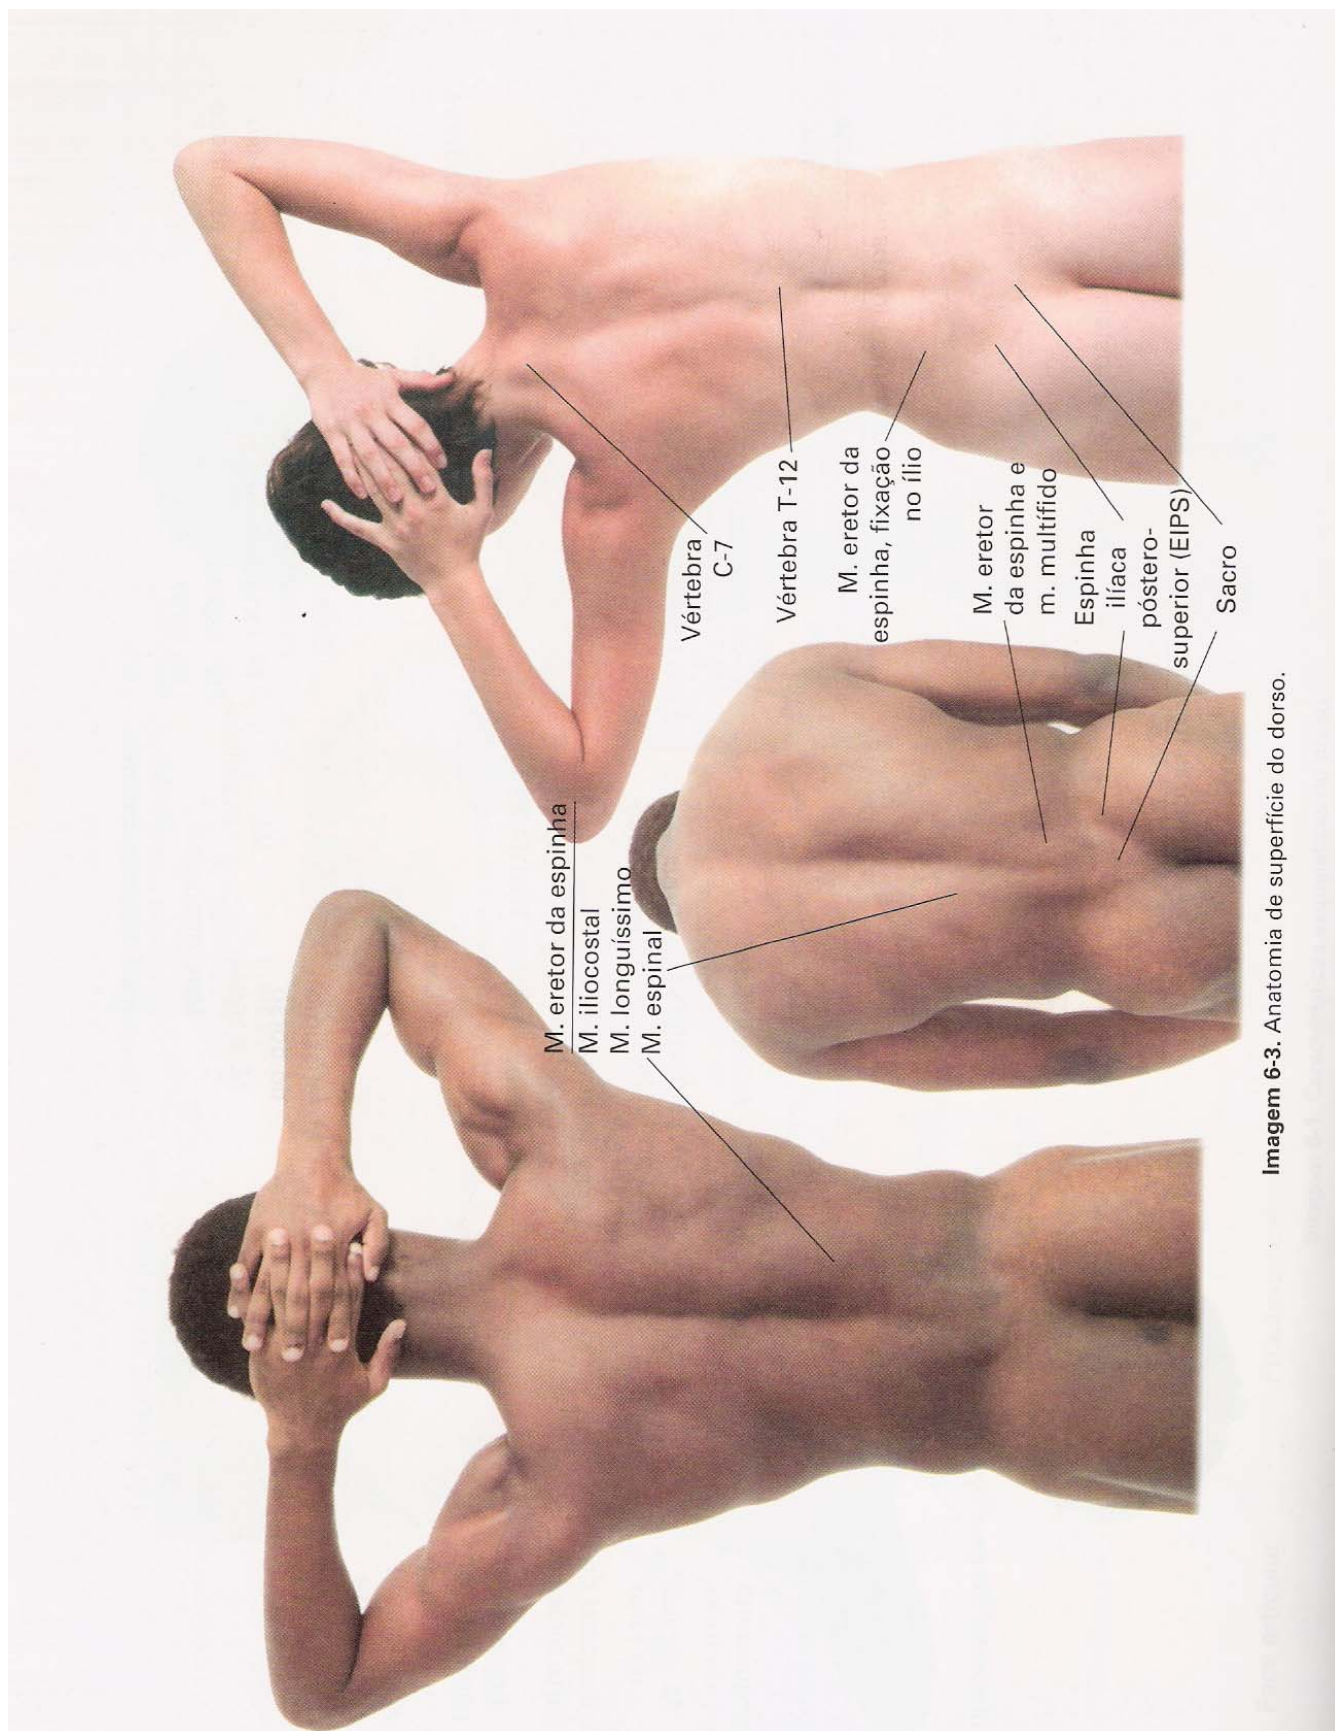 M. eretor da espinha
M. iliocostal
M. longuíssimo
M. espinal
Vértebra
C-7
Vértebra T-12
M. eretor da
espinha, fixação
no ílio
M. eretor
da espinha e
m. multífido
Espinha
ilíaca
póstero-
superior (EIPS)
Sacro
Imagem 6-3. Anatomia de superfície do dorso.